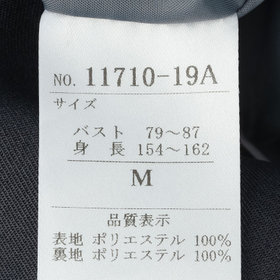 NO. 11710-19A
サイズ
バスト 79～87
身長 154～162
M
品質表示
表地 ポリエステル 100%
裏地 ポリエステル 100%